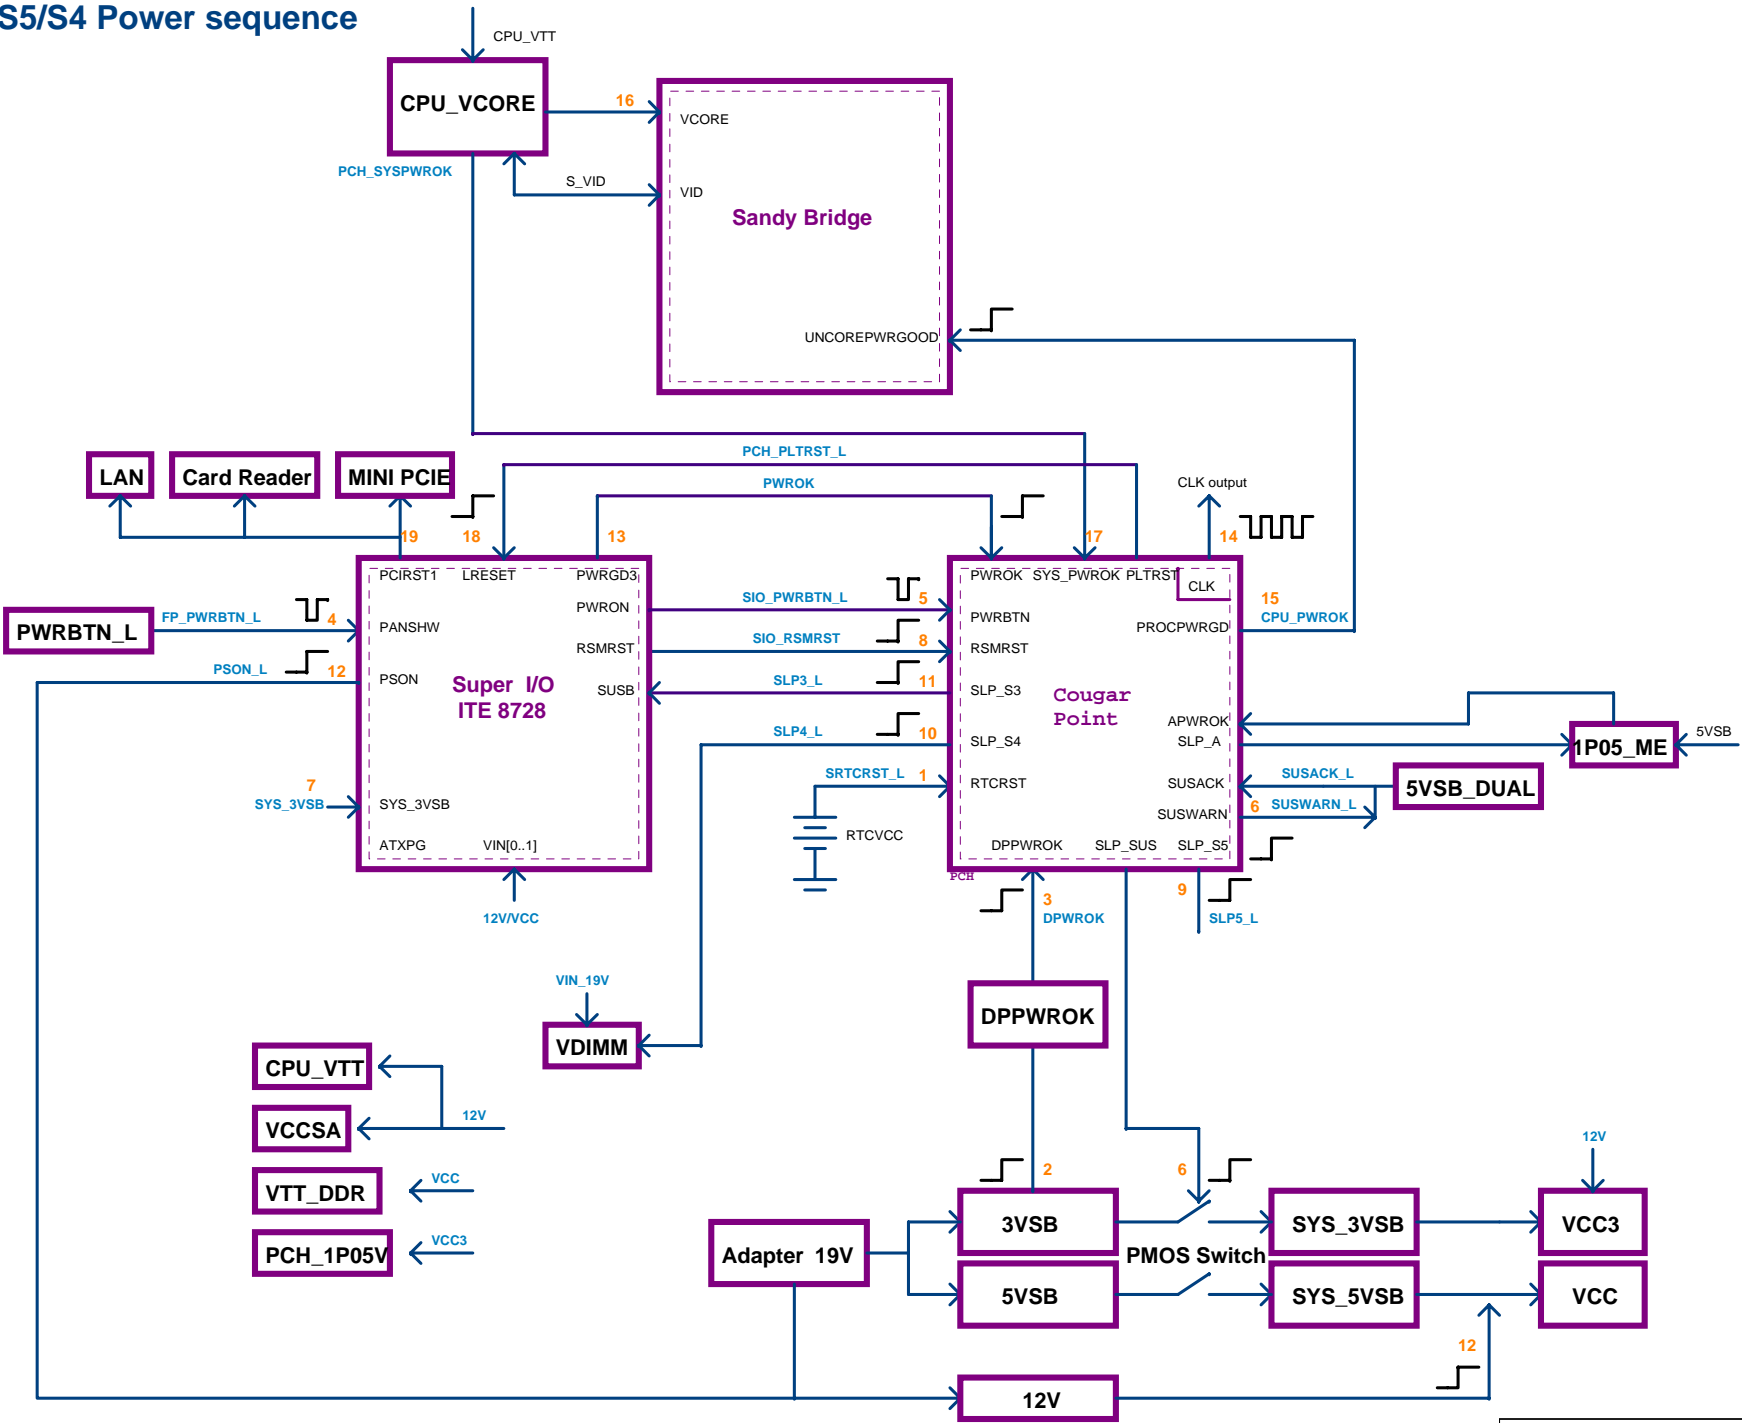 S5/S4 Power sequence
CPU_VTT
CPU_VCORE
16
VCORE
PCH_SYSPWROK
S_VID
VID
Sandy Bridge
UNCOREPWRGOOD
PCH_PLTRST_L
LAN
Card Reader
MINI PCIE
PWROK
CLK output
19
18
13
17
14
PCIRST1
LRESET
PWRGD3
PWROK
SYS_PWROK
PLTRST
CLK
PWRBTN_L
FP_PWRBTN_L
4
PANSHW
PWRON
SIO_PWRBTN_L
5
PWRBTN
PROCPWRGD
15
CPU_PWROK
RSMRST
SIO_RSMRST
8
RSMRST
PSON_L
12
PSON
Super I/O
ITE 8728
SUSB
SLP3_L
11
SLP_S3
Cougar
Point
APWROK
SLP4_L
10
SLP_S4
SLP_A
1P05_ME
5VSB
7
SYS_3VSB
SYS_3VSB
SRTCRST_L
1
RTCRST
SUSACK
SUSACK_L
5VSB_DUAL
SUSWARN
6
SUSWARN_L
RTCVCC
ATXPG
VIN[0..1]
DPPWROK
SLP_SUS
SLP_S5
PCH
12V/VCC
3
DPWROK
9
SLP5_L
VIN_19V
VDIMM
DPPWROK
CPU_VTT
VCCSA
12V
VTT_DDR
VCC
PCH_1P05V
VCC3
2
6
12V
Adapter 19V
3VSB
PMOS Switch
SYS_3VSB
VCC3
5VSB
SYS_5VSB
VCC
12
12V